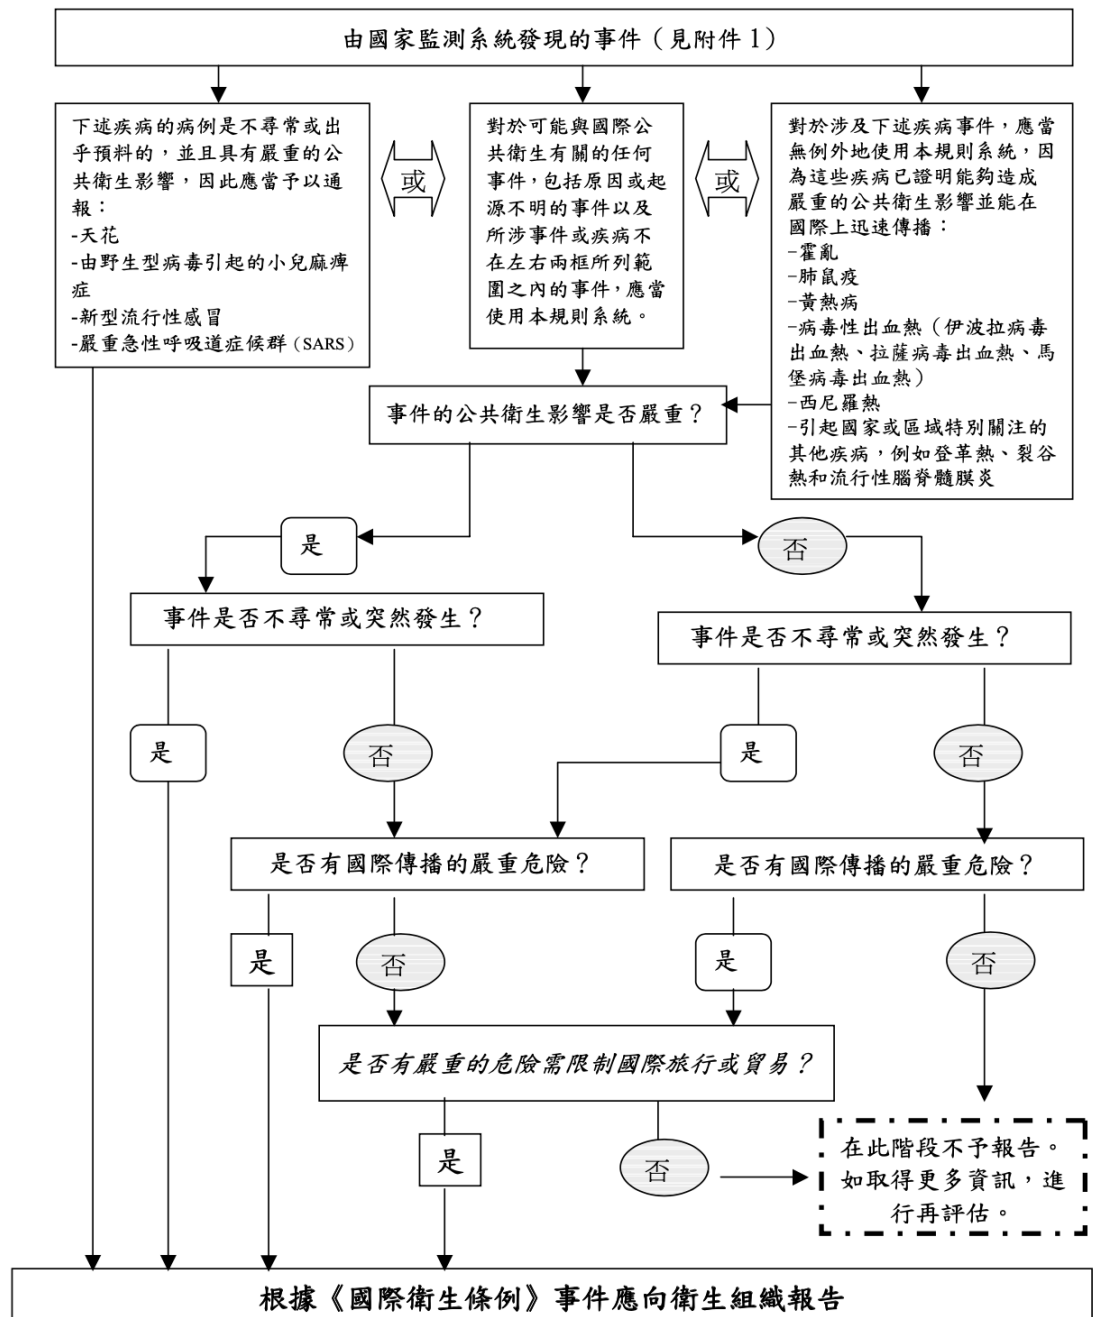 由國家監測系統發現的事件（見附件1）
下述疾病的病例是不尋常或出
乎預料的，並且具有嚴重的公
共衛生影響，因此應當予以通
報：
-天花
-由野生型病毒引起的小兒麻痺
症
-新型流行性感冒
-嚴重急性呼吸道症候群（SARS）
或
對於可能與國際公
共衛生有關的任何
事件，包括原因或起
源不明的事件以及
所涉事件或疾病不
在左右兩框所列範
圍之內的事件，應當
使用本規則系統。
或
對於涉及下述疾病事件，應當
無例外地使用本規則系統，因
為這些疾病已證明能夠造成
嚴重的公共衛生影響並能在
國際上迅速傳播：
-霍亂
-肺鼠疫
-黃熱病
-病毒性出血熱（伊波拉病毒
出血熱、拉薩病毒出血熱、馬
堡病毒出血熱）
-西尼羅熱
-引起國家或區域特別關注的
其他疾病，例如登革熱、裂谷
熱和流行性腦脊髓膜炎
事件的公共衛生影響是否嚴重？
是
否
事件是否不尋常或突然發生？
事件是否不尋常或突然發生？
是
否
是
否
是否有國際傳播的嚴重危險？
是否有國際傳播的嚴重危險？
是
否
是
否
是否有嚴重的危險需限制國際旅行或貿易？
是
否
在此階段不予報告。
如取得更多資訊，進
行再評估。
根據《國際衛生條例》事件應向衛生組織報告